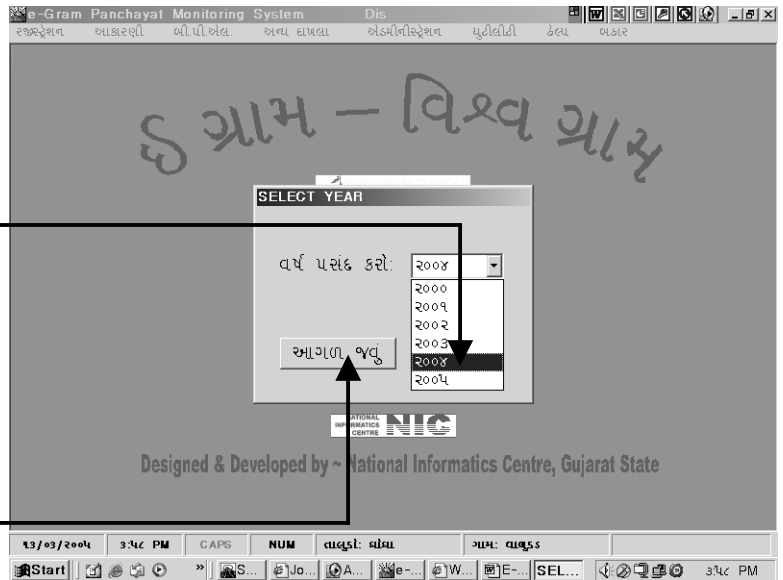 e-Gram Panchayat Monitoring System Dis
રજીસ્ટ્રેશન આકારણી બી.પી.એલ. અન્ય દાખલા એડમીનીસ્ટ્રેશન યુટીલીટી હેલ્પ બહાર
ઇ ગ્રામ – વિશ્વ ગ્રામ
SELECT YEAR
વર્ષ પસંદ કરો: ૨૦૦૪
૨૦૦૦
૨૦૦૧
૨૦૦૨
૨૦૦૩
૨૦૦૪
૨૦૦૫
આગળ જવું
NATIONAL
INFORMATICS
CENTRE
NIC
Designed & Developed by ~ National Informatics Centre, Gujarat State
૧૩/૦૩/૨૦૦૫ ૩:૫૮ PM CAPS NUM તાલુકો: ગામ:
Start » S... Jo... A... e-... W... E-... SEL... ૩:૫૮ PM